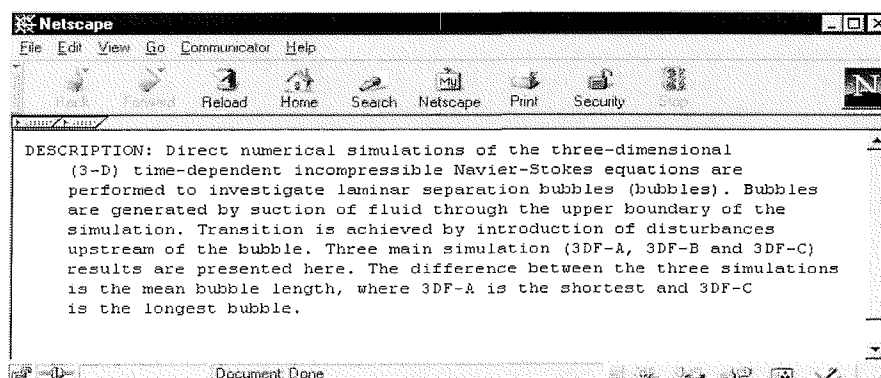 Netscape
File Edit View Go Communicator Help
Back Forward Reload Home Search Netscape Print Security Stop
My
N
DESCRIPTION: Direct numerical simulations of the three-dimensional
(3-D) time-dependent incompressible Navier-Stokes equations are
performed to investigate laminar separation bubbles (bubbles). Bubbles
are generated by suction of fluid through the upper boundary of the
simulation. Transition is achieved by introduction of disturbances
upstream of the bubble. Three main simulation (3DF-A, 3DF-B and 3DF-C)
results are presented here. The difference between the three simulations
is the mean bubble length, where 3DF-A is the shortest and 3DF-C
is the longest bubble.
Document: Done